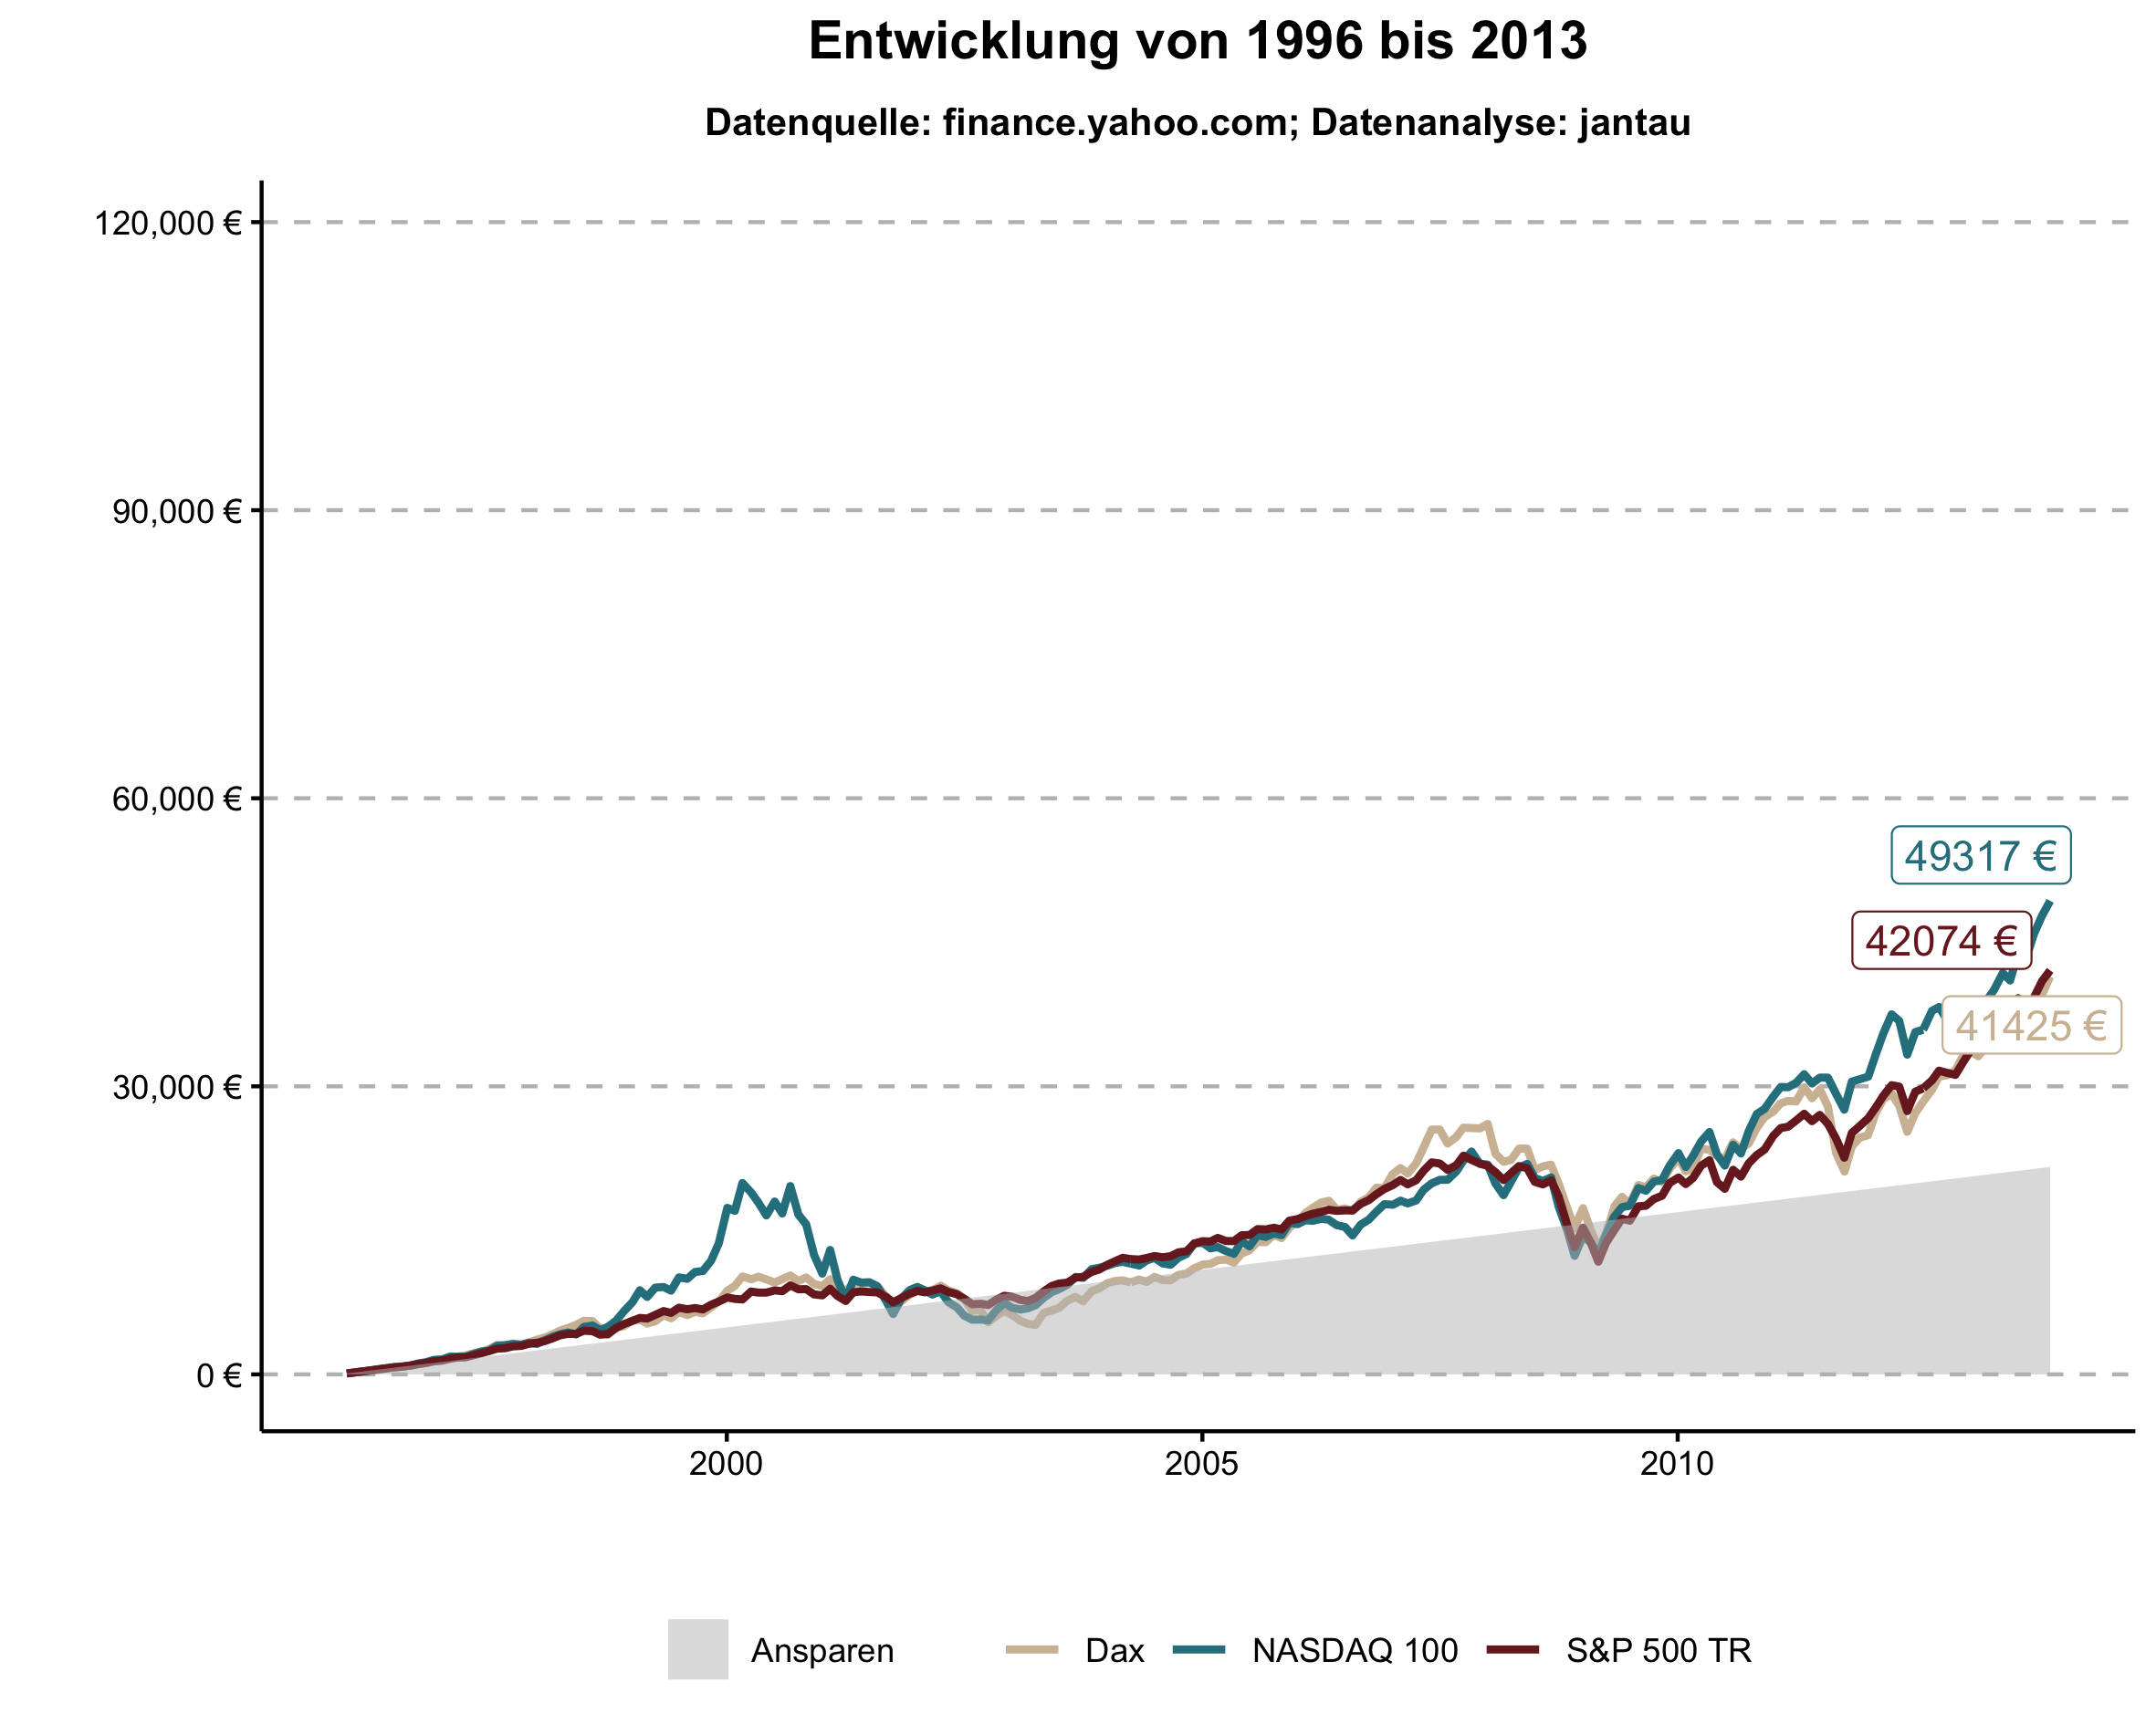 Entwicklung von 1996 bis 2013
Datenquelle: finance.yahoo.com; Datenanalyse: jantau
120,000 €
90,000 €
60,000 €
30,000 €
0 €
49317 €
42074 €
41425 €
2000 2005 2010
Ansparen Dax NASDAQ 100 S&P 500 TR